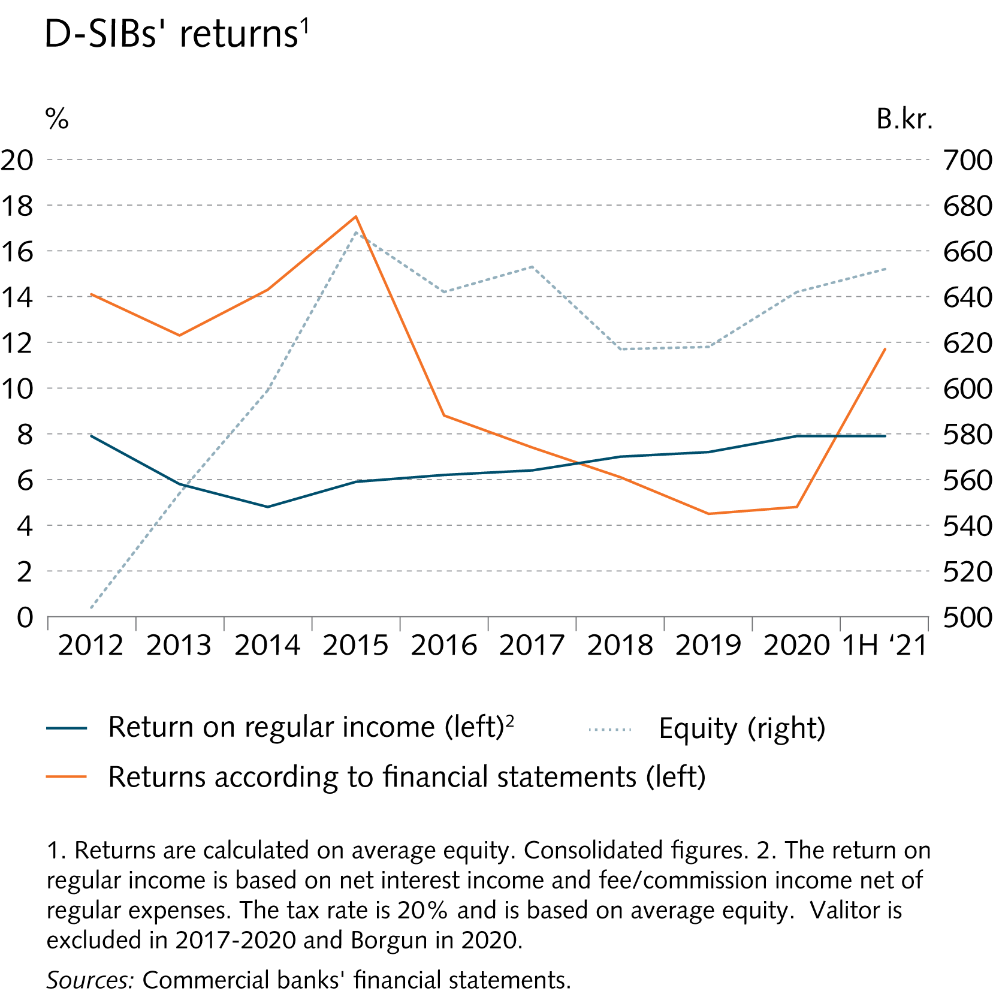 D-SIBs' returns¹
% B.kr.
20 700
18 680
16 660
14 640
12 620
10 600
8 580
6 560
4 540
2 520
0 500
2012 2013 2014 2015 2016 2017 2018 2019 2020 1H ‘21
Return on regular income (left)² Equity (right)
Returns according to financial statements (left)
1. Returns are calculated on average equity. Consolidated figures. 2. The return on
regular income is based on net interest income and fee/commission income net of
regular expenses. The tax rate is 20% and is based on average equity.  Valitor is
excluded in 2017-2020 and Borgun in 2020.
Sources: Commercial banks' financial statements.